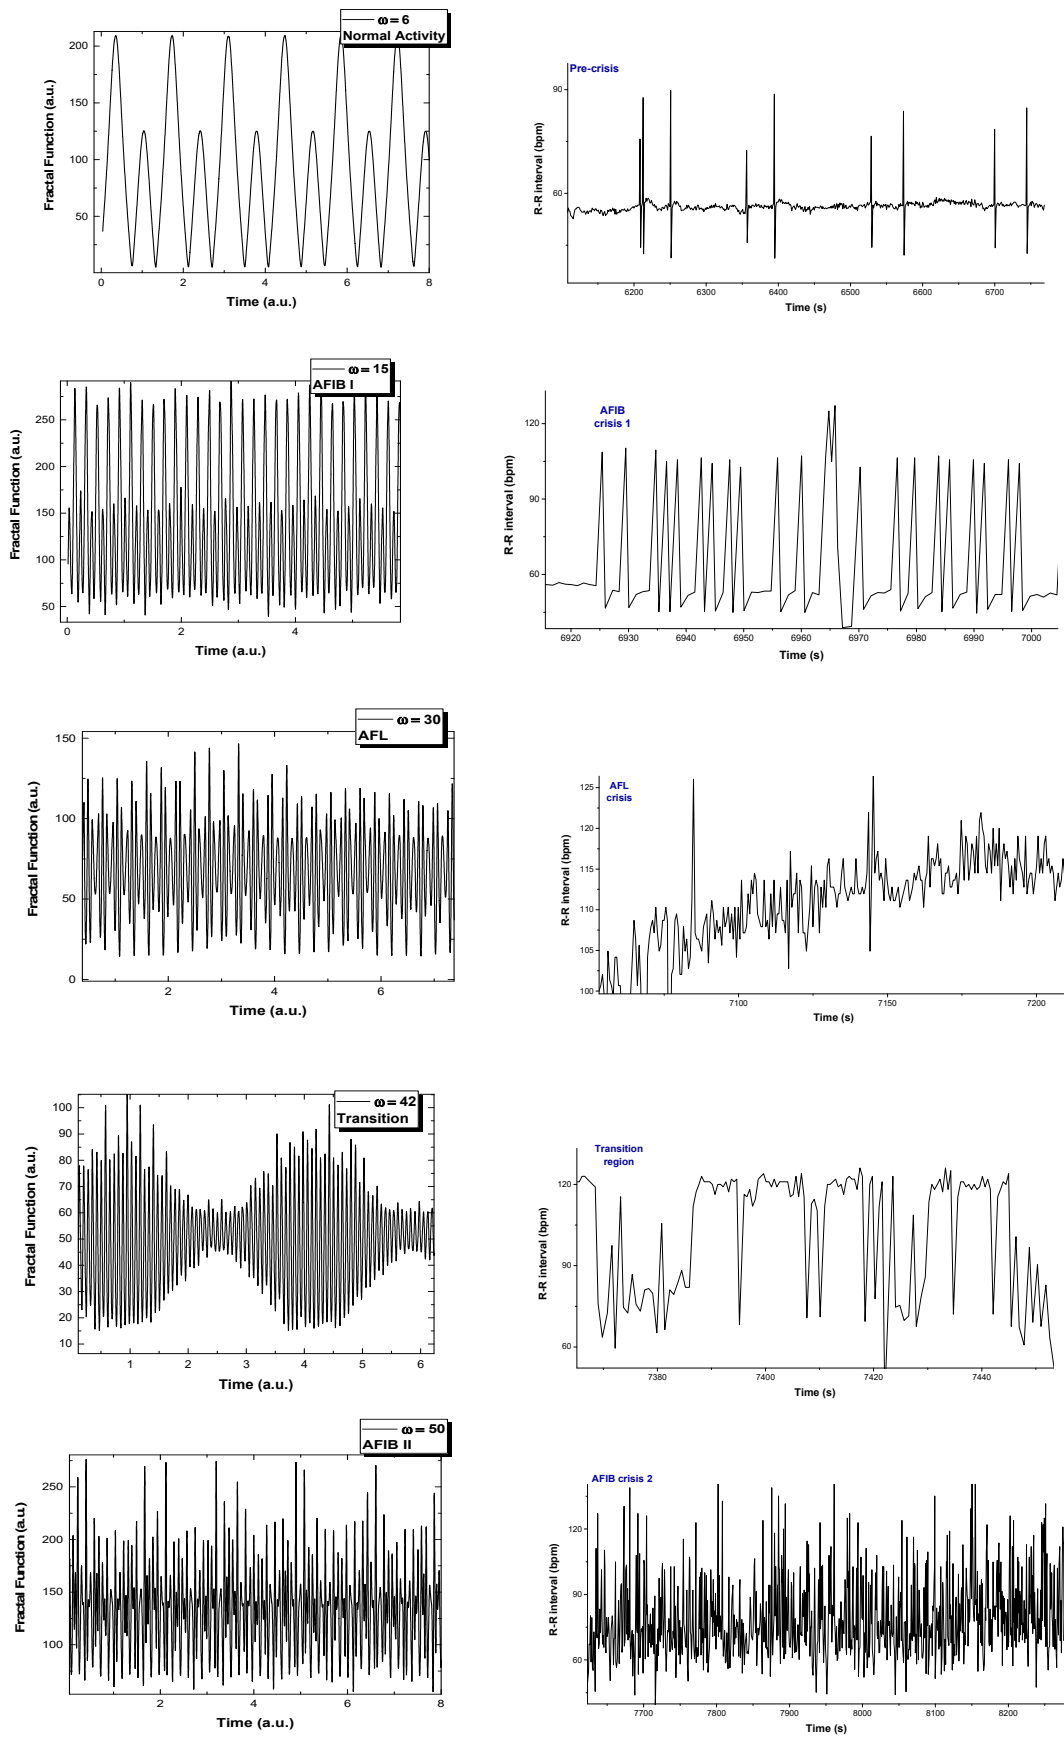 ω = 6
Normal Activity
200
150
100
50
0
2
4
6
8
Fractal Function (a.u.)
Time (a.u.)
Pre-crisis
90
60
6200
6300
6400
6500
6600
6700
R-R interval (bpm)
Time (s)
ω = 15
AFIB I
250
200
150
100
50
0
2
4
Fractal Function (a.u.)
Time (a.u.)
AFIB
crisis 1
120
90
60
6920
6930
6940
6950
6960
6970
6980
6990
7000
R-R interval (bpm)
Time (s)
ω = 30
AFL
150
100
50
0
2
4
6
Fractal Function (a.u.)
Time (a.u.)
AFL
crisis
125
120
115
110
105
100
7100
7150
7200
R-R interval (bpm)
Time (s)
ω = 42
Transition
100
90
80
70
60
50
40
30
20
10
1
2
3
4
5
6
Fractal Function (a.u.)
Time (a.u.)
Transition
region
120
90
60
7380
7400
7420
7440
R-R interval (bpm)
Time (s)
ω = 50
AFIB II
250
200
150
100
2
4
6
8
Fractal Function (a.u.)
Time (a.u.)
AFIB crisis 2
120
90
60
7700
7800
7900
8000
8100
8200
R-R interval (bpm)
Time (s)